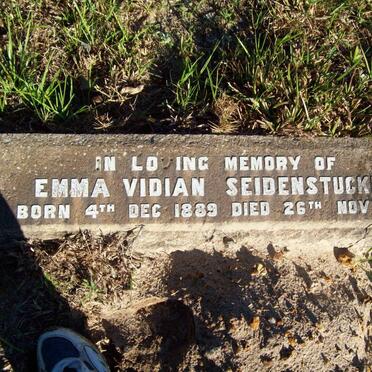 IN LOVING MEMORY OF
EMMA VIDIAN SEIDENSTUCK
BORN 4TH DEC 1889 DIED 26TH NOV